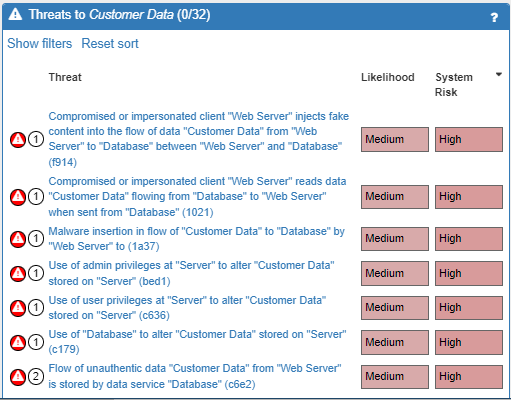 Threats to Customer Data (0/32)
?
Show filters Reset sort
Threat Likelihood System
Risk
Compromised or impersonated client "Web Server" injects fake
content into the flow of data "Customer Data" from "Web
Server" to "Database" between "Web Server" and "Database"
(f914)
1 Medium High
Compromised or impersonated client "Web Server" reads data
"Customer Data" flowing from "Database" to "Web Server"
when sent from "Database" (1021)
1 Medium High
Malware insertion in flow of "Customer Data" to "Database" by
"Web Server" to (1a37)
1 Medium High
Use of admin privileges at "Server" to alter "Customer Data"
stored on "Server" (bed1)
1 Medium High
Use of user privileges at "Server" to alter "Customer Data"
stored on "Server" (c636)
1 Medium High
Use of "Database" to alter "Customer Data" stored on "Server"
(c179)
1 Medium High
Flow of unauthentic data "Customer Data" from "Web Server"
is stored by data service "Database" (c6e2)
2 Medium High